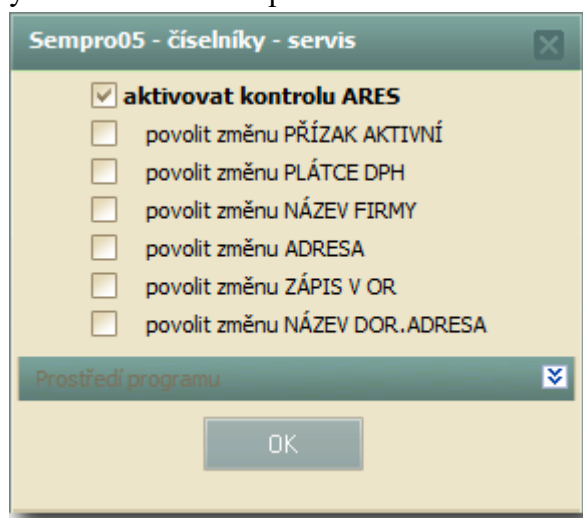 Sempro05 - číselníky - servis
aktivovat kontrolu ARES
povolit změnu PŘÍZAK AKTIVNÍ
povolit změnu PLÁTCE DPH
povolit změnu NÁZEV FIRMY
povolit změnu ADRESA
povolit změnu ZÁPIS V OR
povolit změnu NÁZEV DOR.ADRESA
Prostředí programu
OK